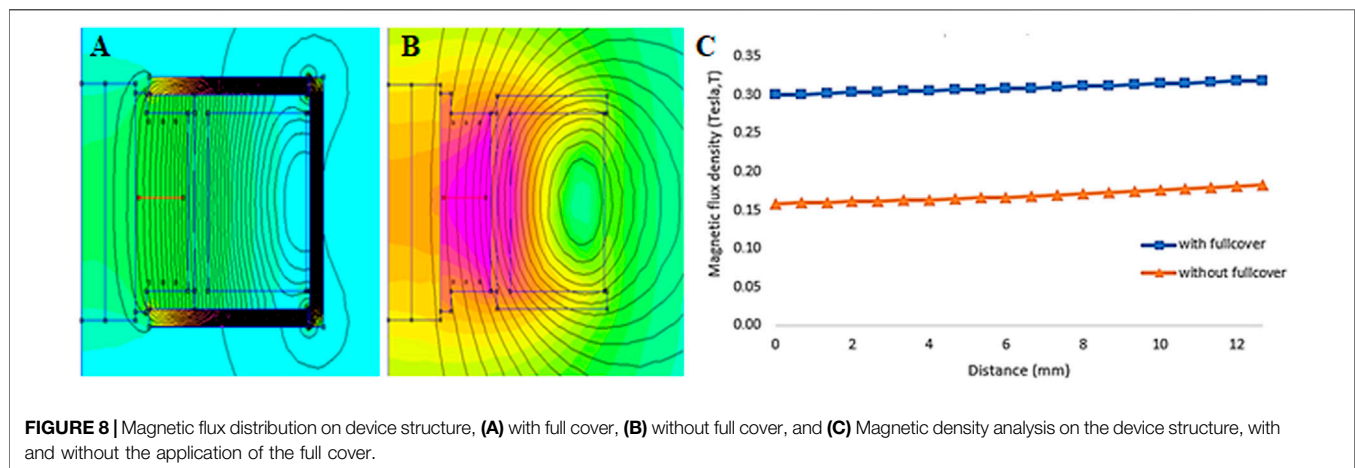 A
B
C
Magnetic flux density (Tesla,T)
0.35
0.30
0.25
0.20
0.15
0.10
0.05
0.00
0 2 4 6 8 10 12
Distance (mm)
with fullcover
without fullcover
FIGURE 8 | Magnetic flux distribution on device structure, (A) with full cover, (B) without full cover, and (C) Magnetic density analysis on the device structure, with
and without the application of the full cover.